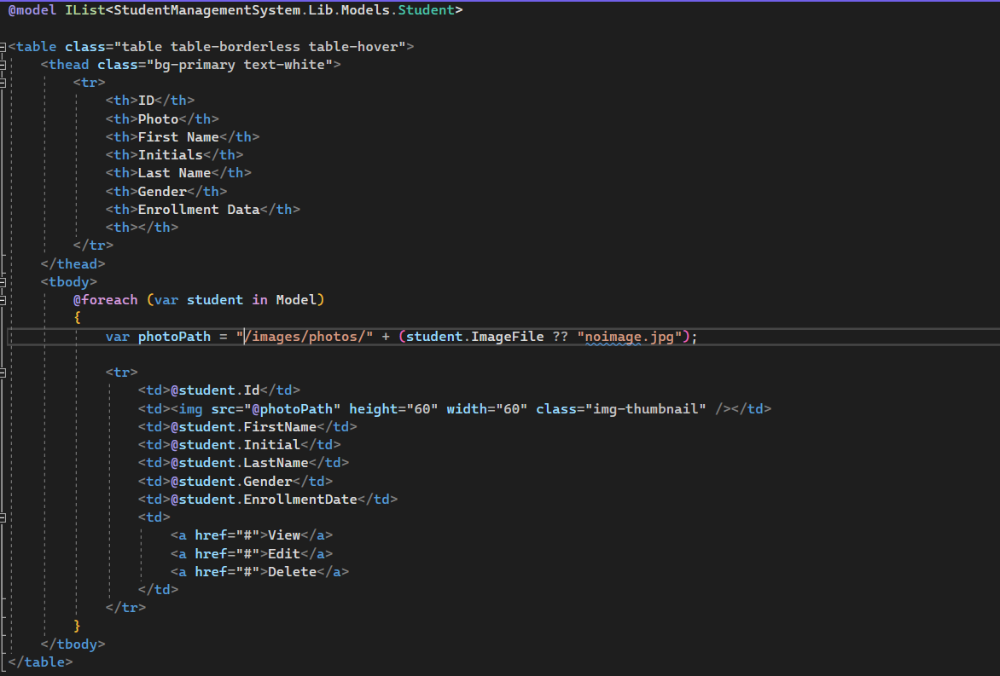 @model IList<StudentManagementSystem.Lib.Models.Student>

<table class="table table-borderless table-hover">
    <thead class="bg-primary text-white">
        <tr>
            <th>ID</th>
            <th>Photo</th>
            <th>First Name</th>
            <th>Initials</th>
            <th>Last Name</th>
            <th>Gender</th>
            <th>Enrollment Data</th>
            <th></th>
        </tr>
    </thead>
    <tbody>
        @foreach (var student in Model)
        {
            var photoPath = "/images/photos/" + (student.ImageFile ?? "noimage.jpg");

            <tr>
                <td>@student.Id</td>
                <td><img src="@photoPath" height="60" width="60" class="img-thumbnail" /></td>
                <td>@student.FirstName</td>
                <td>@student.Initial</td>
                <td>@student.LastName</td>
                <td>@student.Gender</td>
                <td>@student.EnrollmentDate</td>
                <td>
                    <a href="#">View</a>
                    <a href="#">Edit</a>
                    <a href="#">Delete</a>
                </td>
            </tr>
        }
    </tbody>
</table>